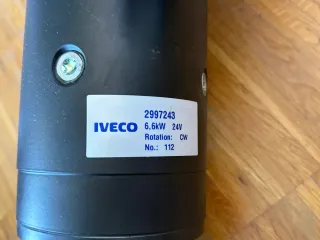 IVECO
2997243
6,6kW 24V
Rotation: CW
No.: 112